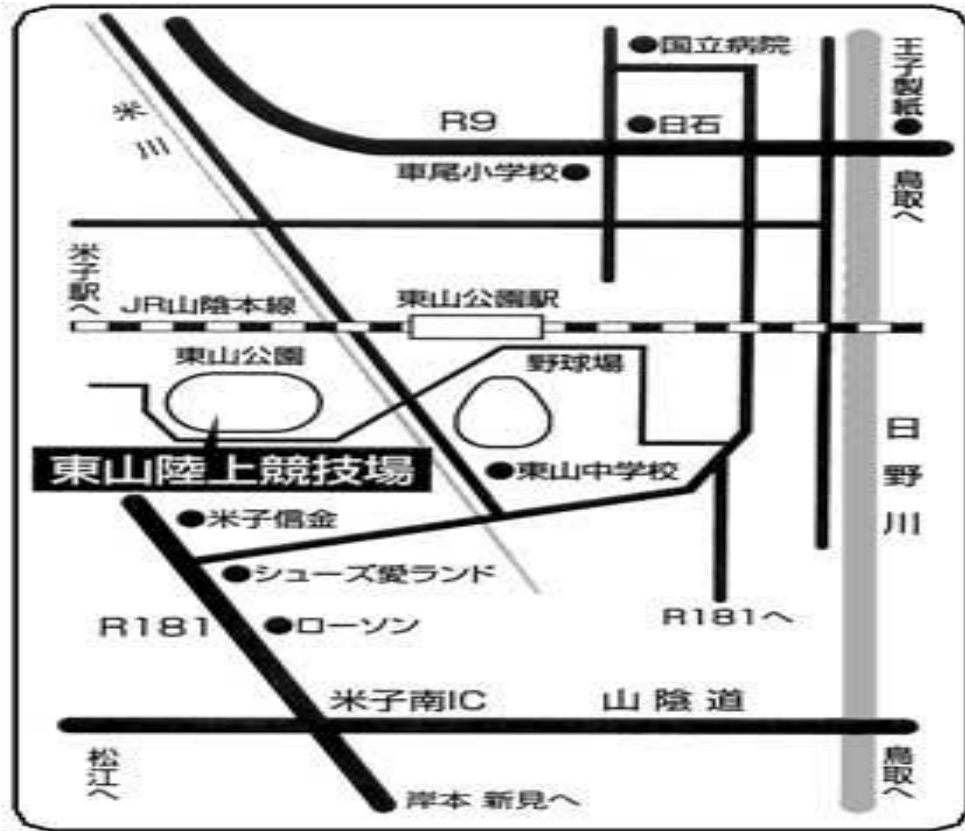 国立病院
王子製紙
R9
日石
米川
車尾小学校
鳥取へ
米子駅へ
JR山陰本線
東山公園駅
東山公園
野球場
日野川
東山陸上競技場
東山中学校
米子信金
シューズ愛ランド
R181
ローソン
R181へ
米子南IC
山陰道
松江へ
鳥取へ
岸本 新見へ